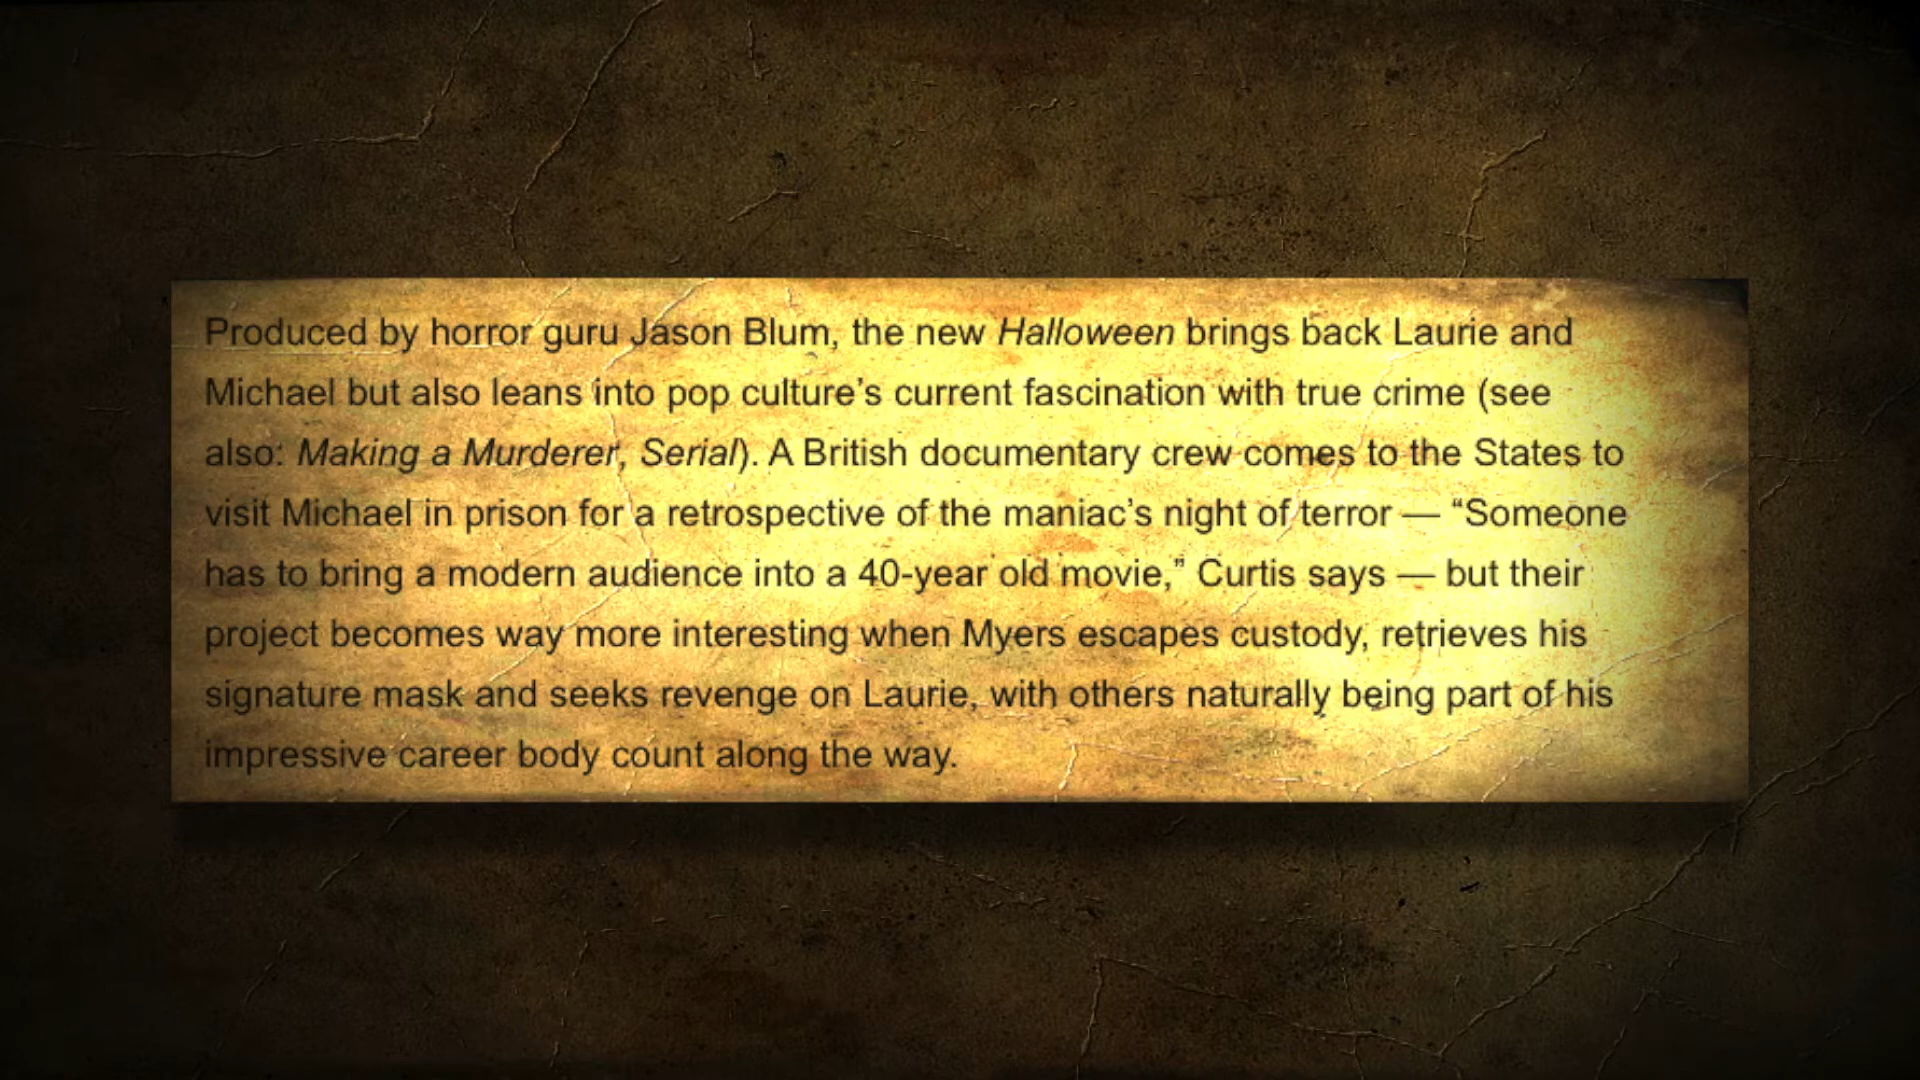 Produced by horror guru Jason Blum, the new Halloween brings back Laurie and
Michael but also leans into pop culture’s current fascination with true crime (see
also: Making a Murderer, Serial). A British documentary crew comes to the States to
visit Michael in prison for a retrospective of the maniac’s night of terror — “Someone
has to bring a modern audience into a 40-year old movie,” Curtis says — but their
project becomes way more interesting when Myers escapes custody, retrieves his
signature mask and seeks revenge on Laurie, with others naturally being part of his
impressive career body count along the way.